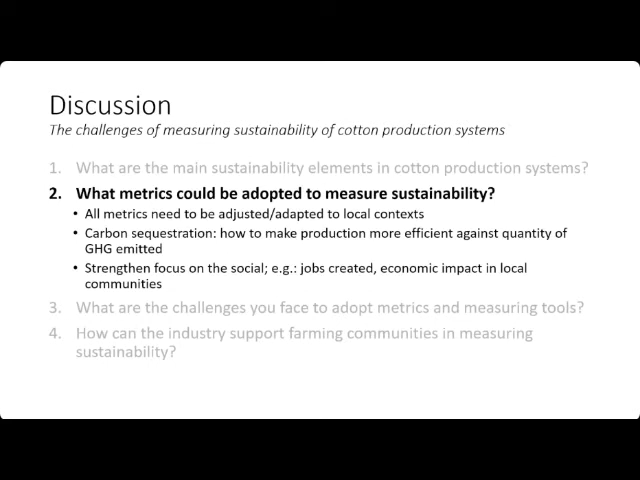 Discussion
The challenges of measuring sustainability of cotton production systems
1. What are the main sustainability elements in cotton production systems?
2. What metrics could be adopted to measure sustainability?
• All metrics need to be adjusted/adapted to local contexts
• Carbon sequestration: how to make production more efficient against quantity of
GHG emitted
• Strengthen focus on the social; e.g.: jobs created, economic impact in local
communities
3. What are the challenges you face to adopt metrics and measuring tools?
4. How can the industry support farming communities in measuring
sustainability?